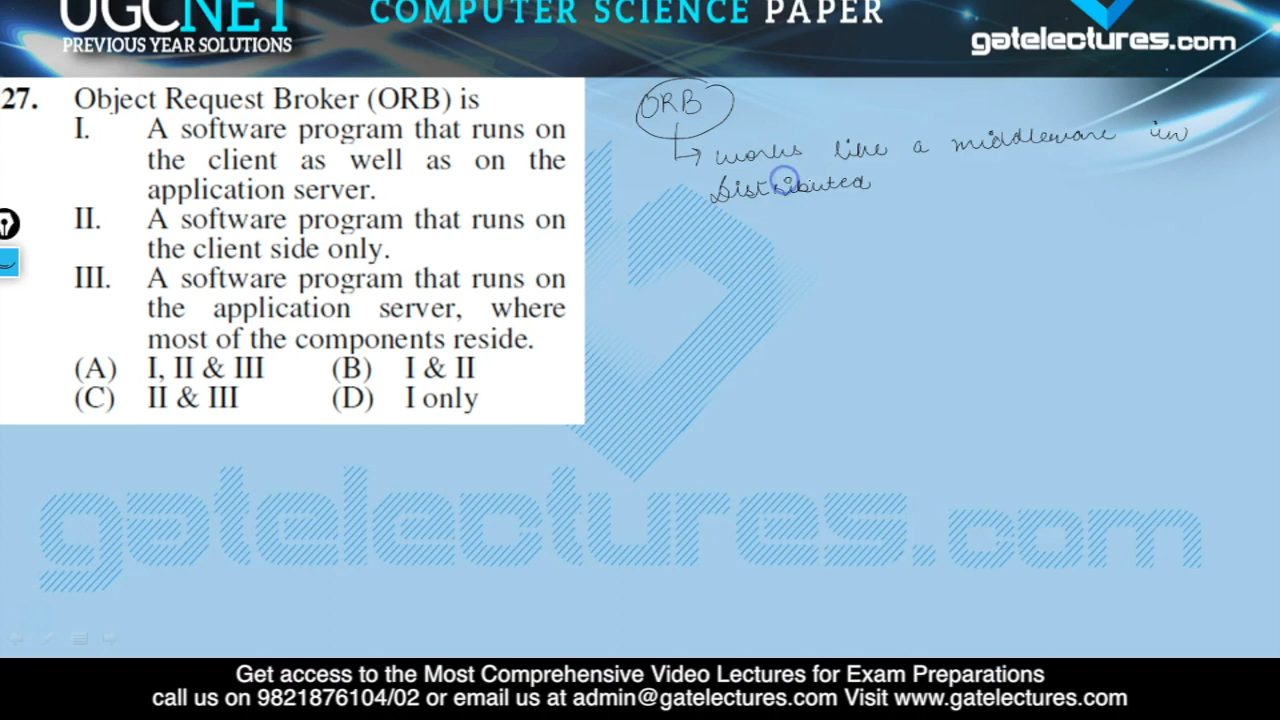 UGCNET
COMPUTER SCIENCE PAPER
PREVIOUS YEAR SOLUTIONS
gatelectures.com
27. Object Request Broker (ORB) is
I. A software program that runs on
the client as well as on the
application server.
II. A software program that runs on
the client side only.
III. A software program that runs on
the application server, where
most of the components reside.
(A) I, II & III (B) I & II
(C) II & III (D) I only
ORB
works like a middleware in
Distributed
gatelectures.com
Get access to the Most Comprehensive Video Lectures for Exam Preparations
call us on 9821876104/02 or email us at admin@gatelectures.com Visit www.gatelectures.com